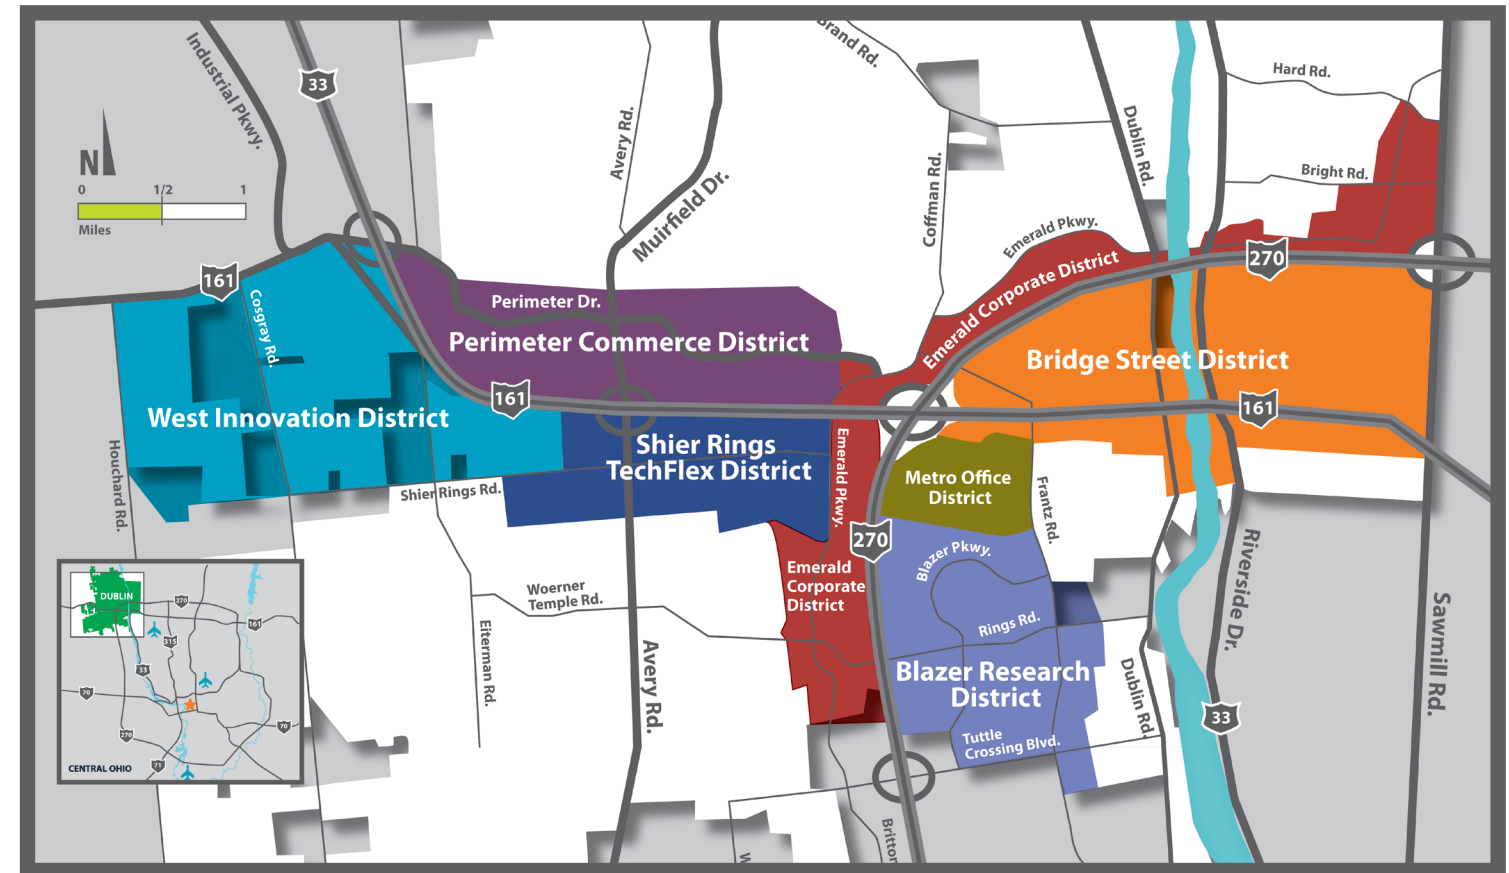 Industrial Pkwy.
33
Avery Rd.
Muirfield Dr.
Brand Rd.
Coffman Rd.
Dublin Rd.
Hard Rd.
Bright Rd.
Emerald Pkwy.
N
0 1/2 1
Miles
161
Cosgray Rd.
270
Emerald Corporate District
Perimeter Dr.
Perimeter Commerce District
Bridge Street District
161
161
West Innovation District
Shier Rings
TechFlex District
Emerald Pkwy.
Metro Office
District
Frantz Rd.
Houchard Rd.
Shier Rings Rd.
270
Blazer Pkwy.
Riverside Dr.
Emerald
Corporate
District
Woerner
Temple Rd.
Eiterman Rd.
Avery Rd.
Rings Rd.
Blazer Research
District
Dublin Rd.
Sawmill Rd.
33
Tuttle
Crossing Blvd.
Britton
W
DUBLIN
270
161
315
33
70
70
270
71
CENTRAL OHIO